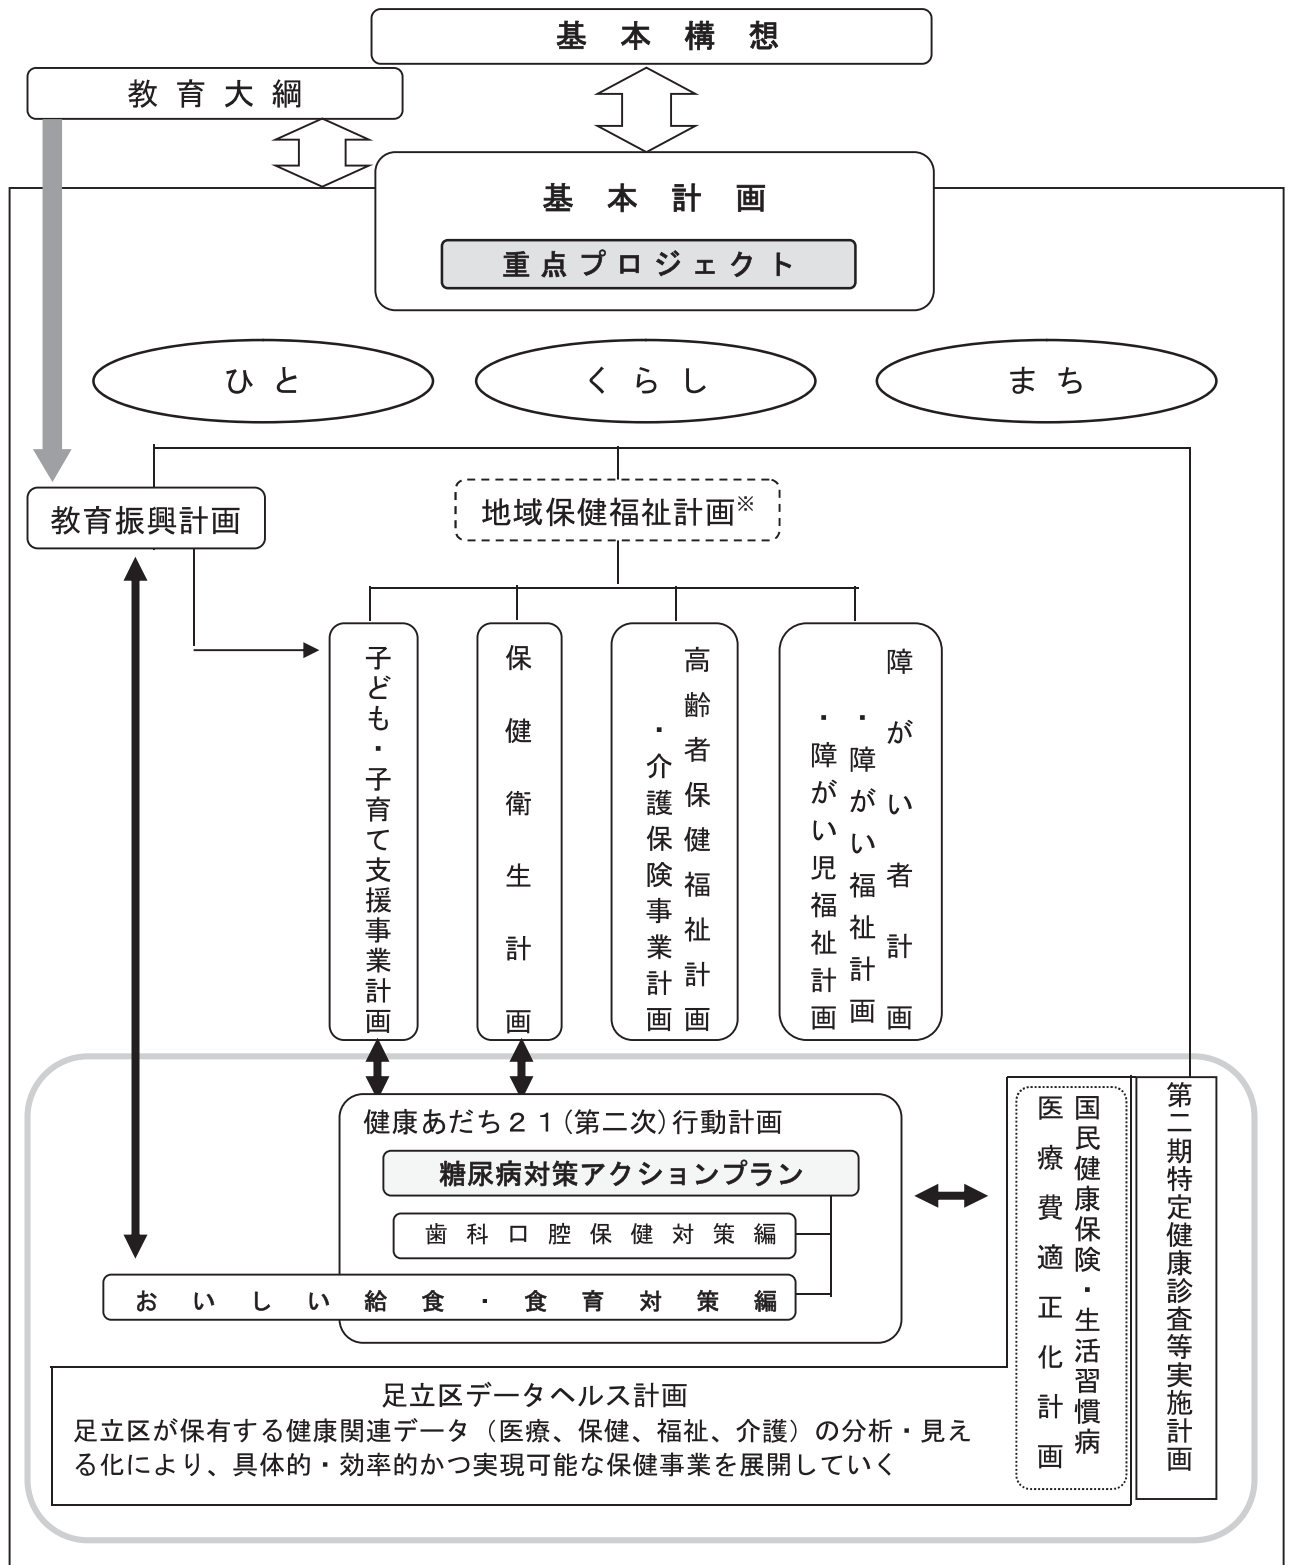 基本構想
教育大綱
基本計画
重点プロジェクト
ひと
くらし
まち
教育振興計画
地域保健福祉計画※
子ども・子育て支援事業計画
保健衛生計画
高齢者保健福祉計画
・介護保険事業計画
障がい者計画
・障がい福祉計画
・障がい児福祉計画
健康あだち２１(第二次)行動計画
糖尿病対策アクションプラン
歯科口腔保健対策編
おいしい給食・食育対策編
国民健康保険・生活習慣病
医療費適正化計画
第二期特定健康診査等実施計画
足立区データヘルス計画
足立区が保有する健康関連データ（医療、保健、福祉、介護）の分析・見え
る化により、具体的・効率的かつ実現可能な保健事業を展開していく